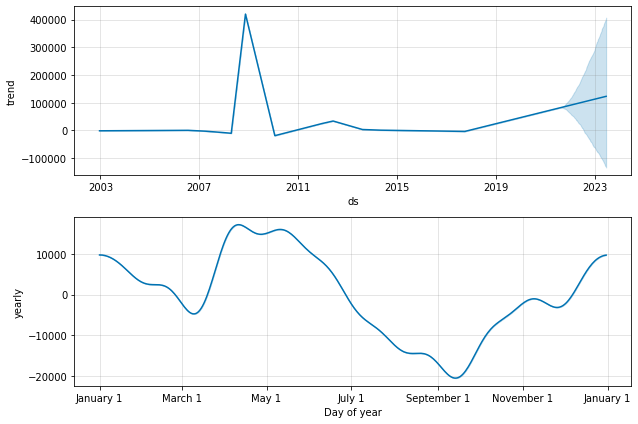 400000
300000
200000
100000
0
−100000
trend
2003 2007 2011 2015 2019 2023
ds
10000
0
−10000
−20000
yearly
January 1 March 1 May 1 July 1 September 1 November 1 January 1
Day of year